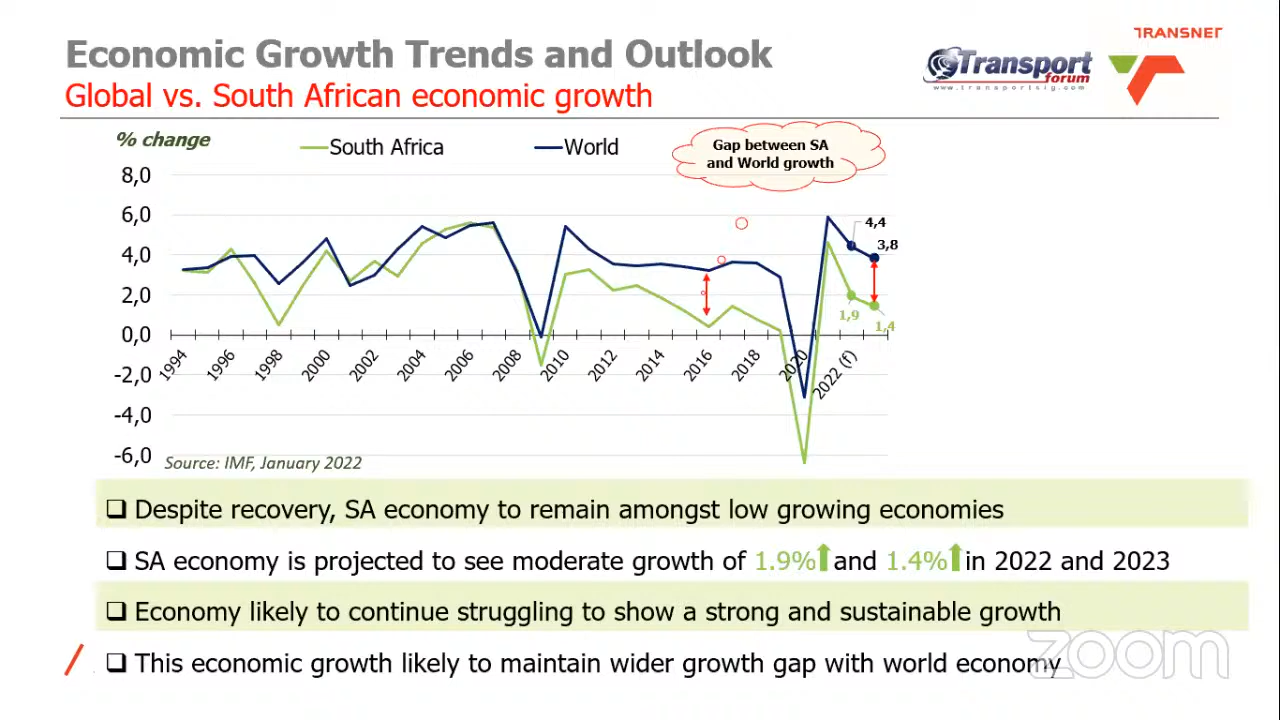 Economic Growth Trends and Outlook
Global vs. South African economic growth
Transport
forum
www.transportsig.com
TRANSNET
% change
South Africa
World
Gap between SA
and World growth
8,0
6,0
4,0
2,0
0,0
-2,0
-4,0
-6,0
4,4
3,8
1,9
1,4
1994
1996
1998
2000
2002
2004
2006
2008
2010
2012
2014
2016
2018
2020
2022 (f)
Source: IMF, January 2022
❑ Despite recovery, SA economy to remain amongst low growing economies
❑ SA economy is projected to see moderate growth of 1.9% and 1.4% in 2022 and 2023
❑ Economy likely to continue struggling to show a strong and sustainable growth
❑ This economic growth likely to maintain wider growth gap with world economy
zoom